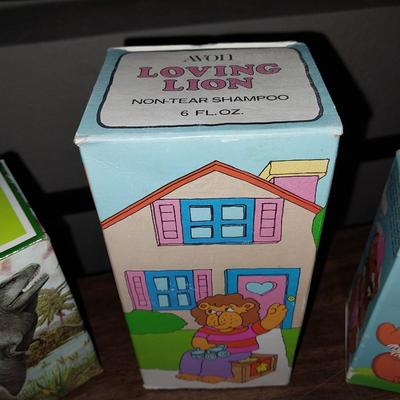 AVON
LOVING
LION
NON-TEAR SHAMPOO
6 FL. OZ.